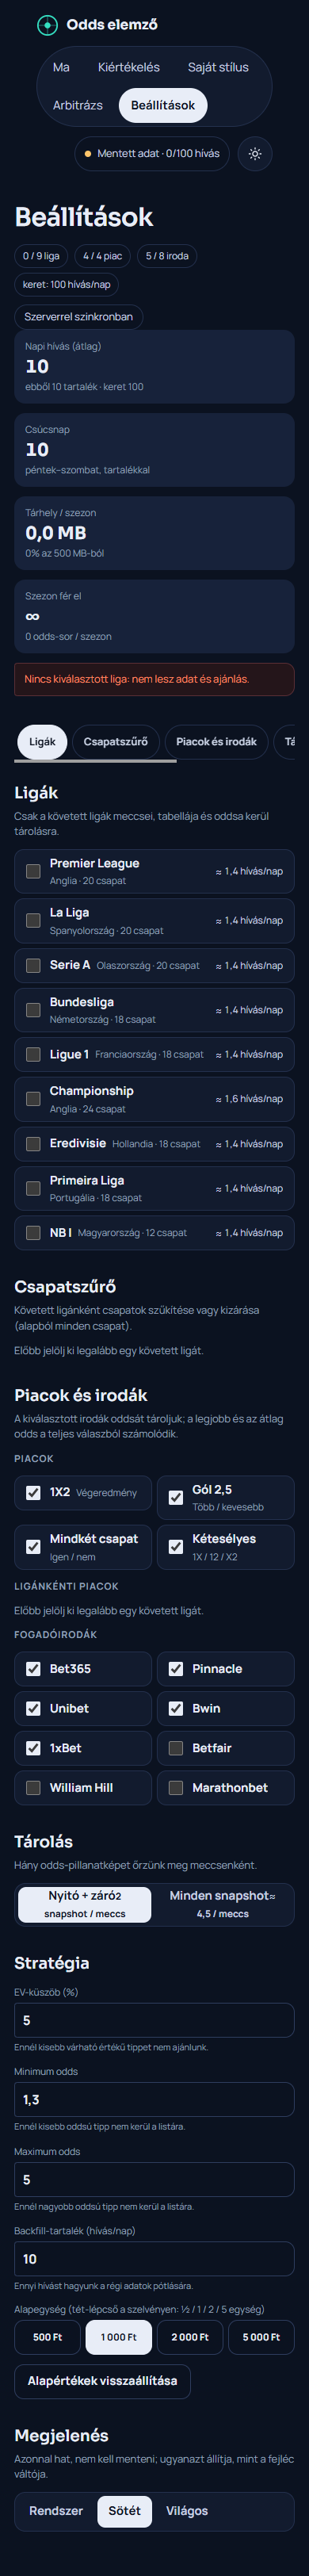 Odds elemző
Ma
Kiértékelés
Saját stílus
Arbitrázs
Beállítások
Mentett adat · 0/100 hívás
Beállítások
0 / 9 liga
4 / 4 piac
5 / 8 iroda
keret: 100 hívás/nap
Szerverrel szinkronban
Napi hívás (átlag)
10
ebből 10 tartalék · keret 100
Csúcsnap
10
péntek–szombat, tartalékkal
Tárhely / szezon
0,0 MB
0% az 500 MB-ból
Szezon fér el
∞
0 odds-sor / szezon
Nincs kiválasztott liga: nem lesz adat és ajánlás.
Ligák
Csapatszűrő
Piacok és irodák
Tá
Ligák
Csak a követett ligák meccsei, tabellája és oddsa kerül
tárolásra.
Premier League
Anglia · 20 csapat
≈ 1,4 hívás/nap
La Liga
Spanyolország · 20 csapat
≈ 1,4 hívás/nap
Serie A Olaszország · 20 csapat
≈ 1,4 hívás/nap
Bundesliga
Németország · 18 csapat
≈ 1,4 hívás/nap
Ligue 1 Franciaország · 18 csapat
≈ 1,4 hívás/nap
Championship
Anglia · 24 csapat
≈ 1,6 hívás/nap
Eredivisie Hollandia · 18 csapat
≈ 1,4 hívás/nap
Primeira Liga
Portugália · 18 csapat
≈ 1,4 hívás/nap
NB I Magyarország · 12 csapat
≈ 1,4 hívás/nap
Csapatszűrő
Követett ligánként csapatok szűkítése vagy kizárása
(alapból minden csapat).
Előbb jelölj ki legalább egy követett ligát.
Piacok és irodák
A kiválasztott irodák oddsát tároljuk; a legjobb és az átlag
odds a teljes válaszból számolódik.
PIACOK
1X2 Végeredmény
Gól 2,5
Több / kevesebb
Mindkét csapat
Igen / nem
Kétesélyes
1X / 12 / X2
LIGÁNKÉNTI PIACOK
Előbb jelölj ki legalább egy követett ligát.
FOGADÓIRODÁK
Bet365
Pinnacle
Unibet
Bwin
1xBet
Betfair
William Hill
Marathonbet
Tárolás
Hány odds-pillanatképet őrzünk meg meccsenként.
Nyitó + záró2
snapshot / meccs
Minden snapshot≈
4,5 / meccs
Stratégia
EV-küszöb (%)
5
Ennél kisebb várható értékű tippet nem ajánlunk.
Minimum odds
1,3
Ennél kisebb oddsú tipp nem kerül a listára.
Maximum odds
5
Ennél nagyobb oddsú tipp nem kerül a listára.
Backfill-tartalék (hívás/nap)
10
Ennyi hívást hagyunk a régi adatok pótlására.
Alapegység (tét-lépcső a szelvényen: ½ / 1 / 2 / 5 egység)
500 Ft
1 000 Ft
2 000 Ft
5 000 Ft
Alapértékek visszaállítása
Megjelenés
Azonnal hat, nem kell menteni; ugyanazt állítja, mint a fejléc
váltója.
Rendszer
Sötét
Világos